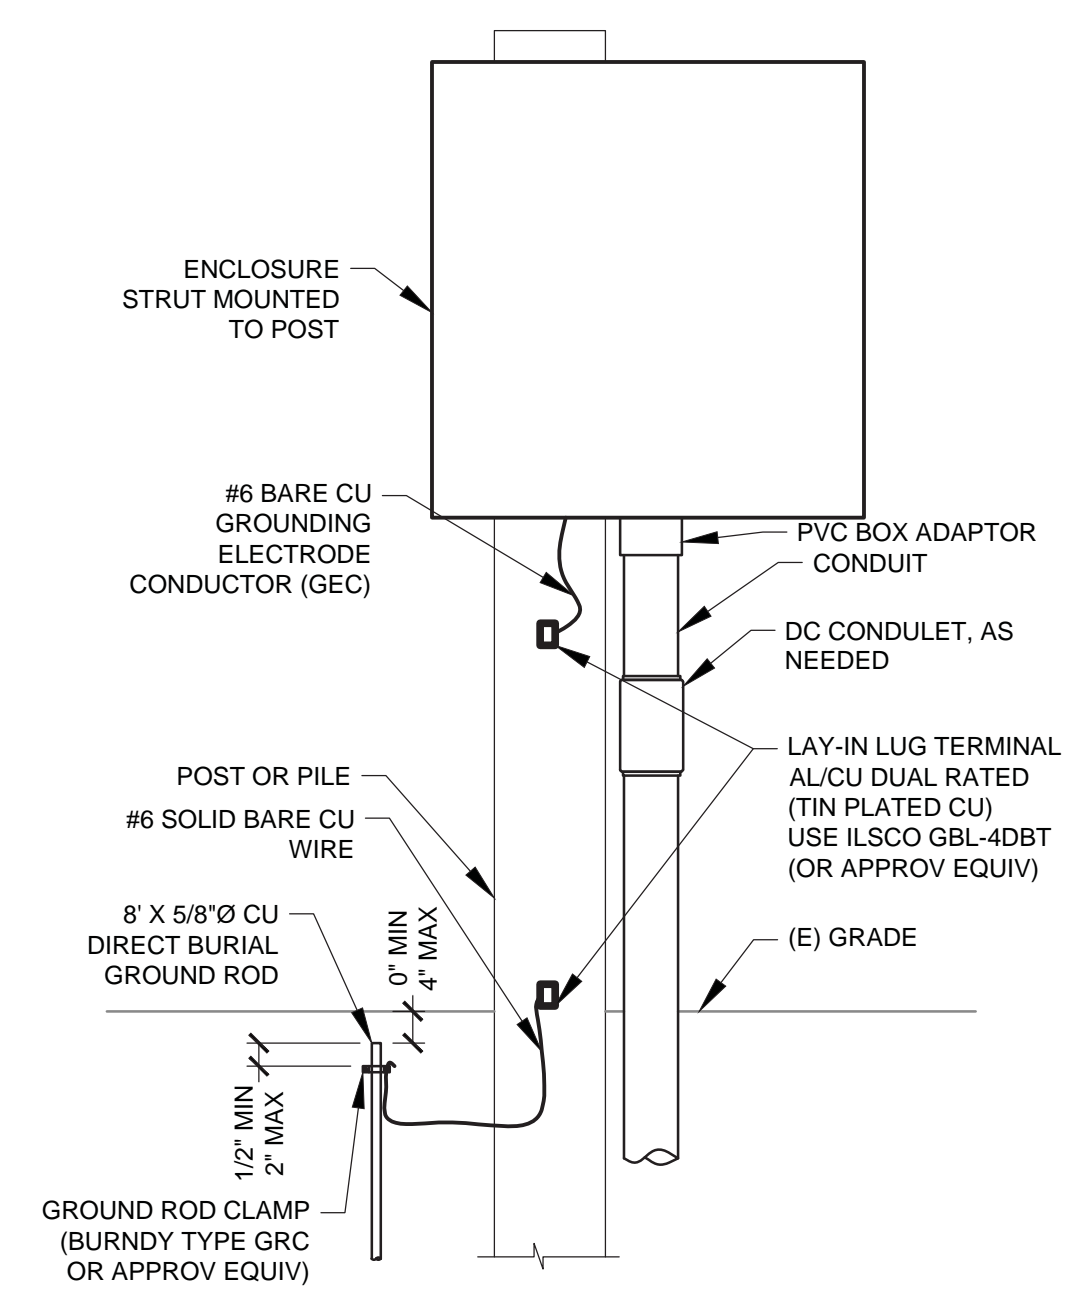 ENCLOSURE
STRUT MOUNTED
TO POST
#6 BARE CU
GROUNDING
ELECTRODE
CONDUCTOR (GEC)
PVC BOX ADAPTOR
CONDUIT
DC CONDULET, AS
NEEDED
LAY-IN LUG TERMINAL
AL/CU DUAL RATED
(TIN PLATED CU)
USE ILSCO GBL-4DBT
(OR APPROV EQUIV)
POST OR PILE
#6 SOLID BARE CU
WIRE
8' X 5/8"Ø CU
DIRECT BURIAL
GROUND ROD
0" MIN
4" MAX
(E) GRADE
1/2" MIN
2" MAX
GROUND ROD CLAMP
(BURNDY TYPE GRC
OR APPROV EQUIV)